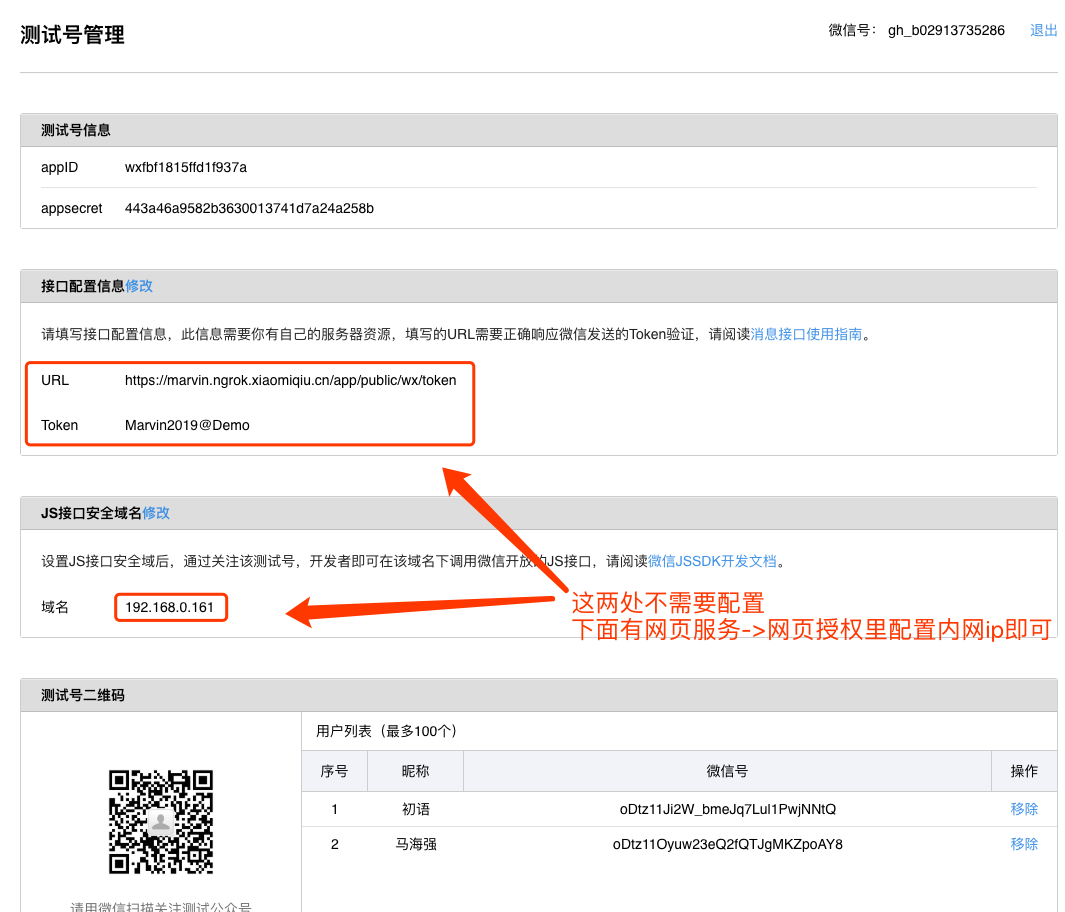 测试号管理
微信号： gh_b02913735286 退出
测试号信息
appID wxfbf1815ffd1f937a
appsecret 443a46a9582b3630013741d7a24a258b
接口配置信息修改
请填写接口配置信息，此信息需要你有自己的服务器资源，填写的URL需要正确响应微信发送的Token验证，请阅读消息接口使用指南。
URL https://marvin.ngrok.xiaomiqiu.cn/app/public/wx/token
Token Marvin2019@Demo
JS接口安全域名修改
设置JS接口安全域后，通过关注该测试号，开发者即可在该域名下调用微信开放的JS接口，请阅读微信JSSDK开发文档。
域名 192.168.0.161
这两处不需要配置
下面有网页服务->网页授权里配置内网ip即可
测试号二维码
用户列表（最多100个）
序号 昵称 微信号 操作
1 初语 oDtz11Ji2W_bmeJq7Lul1PwjNNtQ 移除
2 马海强 oDtz11Oyuw23eQ2fQTJgMKZpoAY8 移除
请用微信扫描关注测试公众号